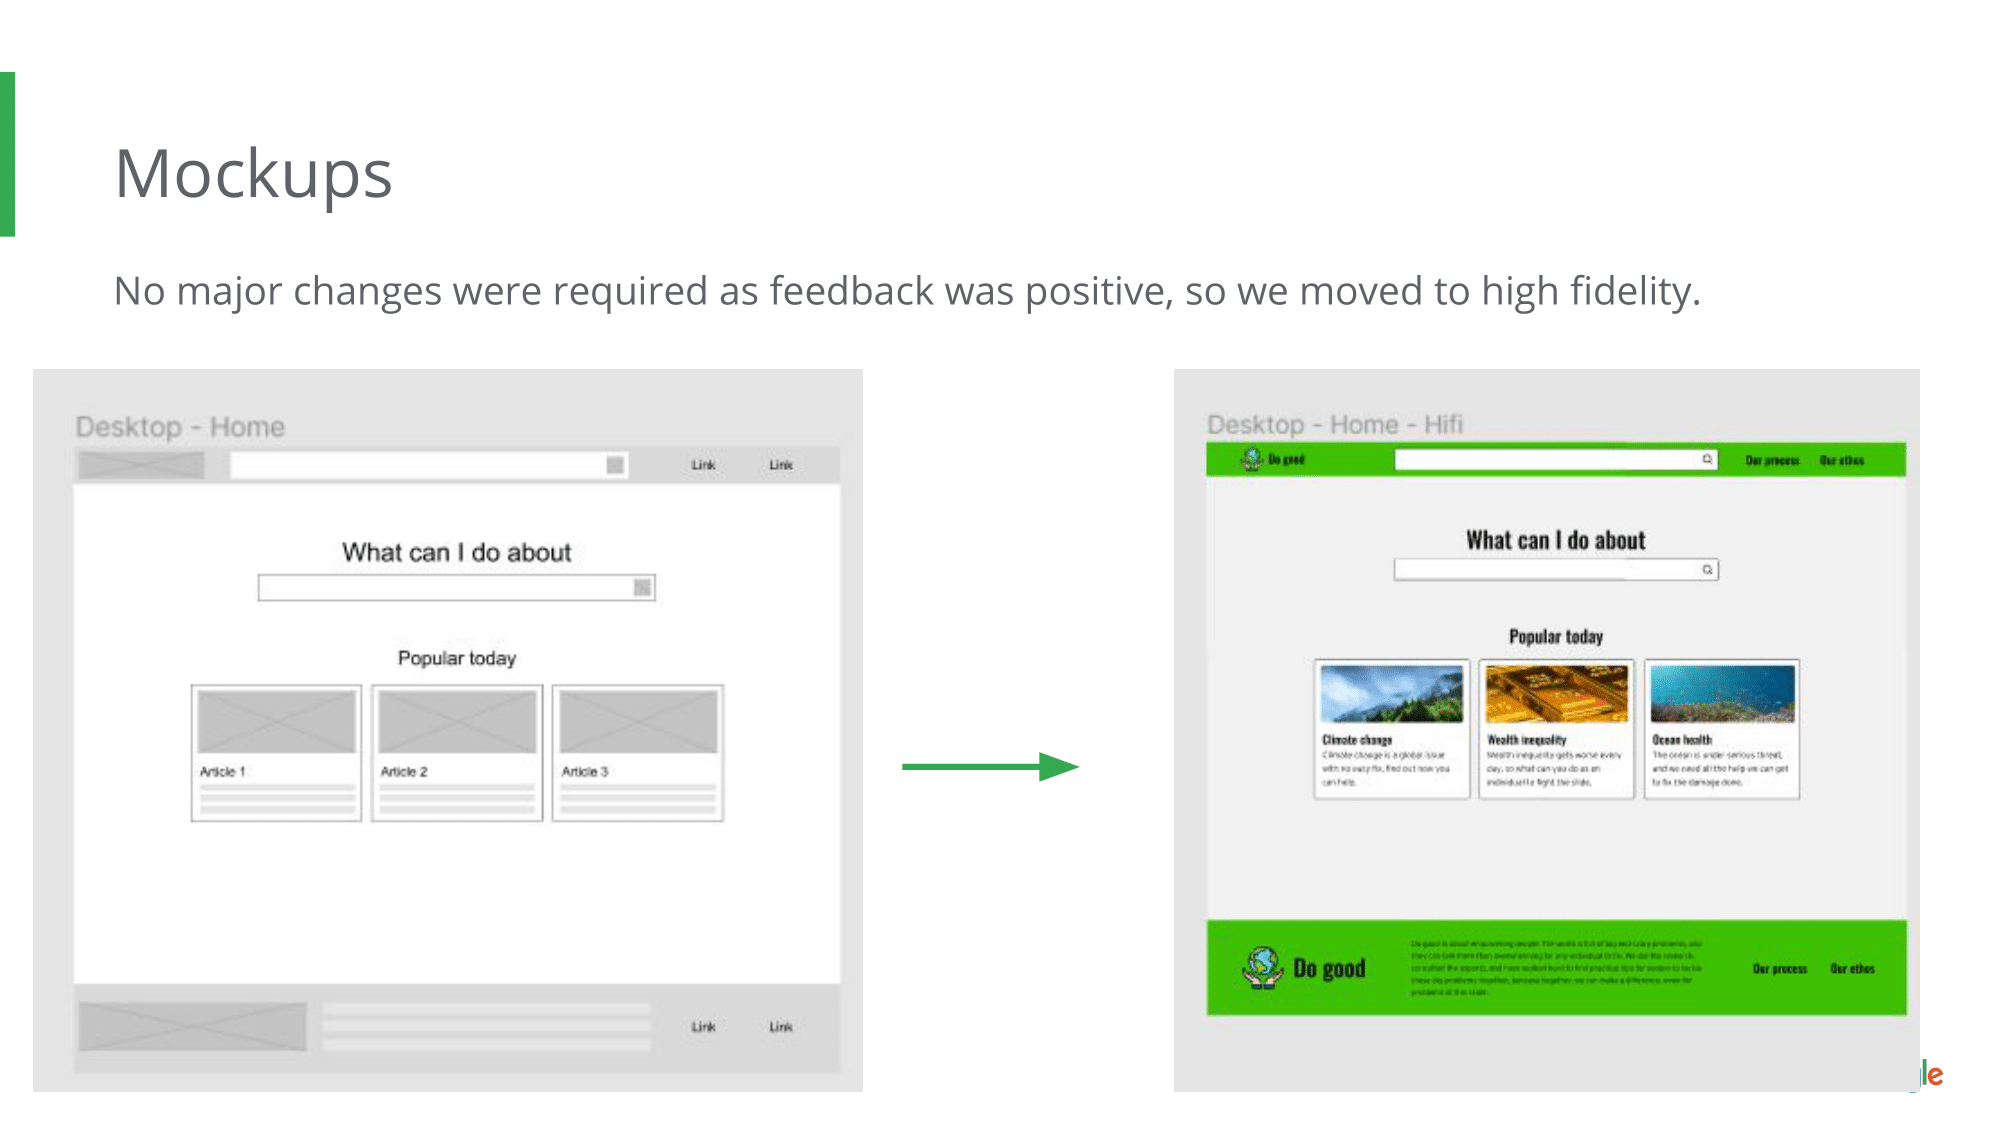 Mockups
No major changes were required as feedback was positive, so we moved to high fidelity.
Desktop - Home
Link Link
What can I do about
Popular today
Article 1 Article 2 Article 3
Link Link
Desktop - Home - Hifi
Do good Our process Our ethos
What can I do about
Popular today
Climate change
Climate change is a global issue
with no easy fix, find out how you
can help.
Wealth inequality
Wealth inequality gets worse every
day, so what can you do as an
individual to fight the slide.
Ocean health
The ocean is under serious threat,
and we need all the help we can get
to fix the damage done.
Do good
Our process Our ethos
le